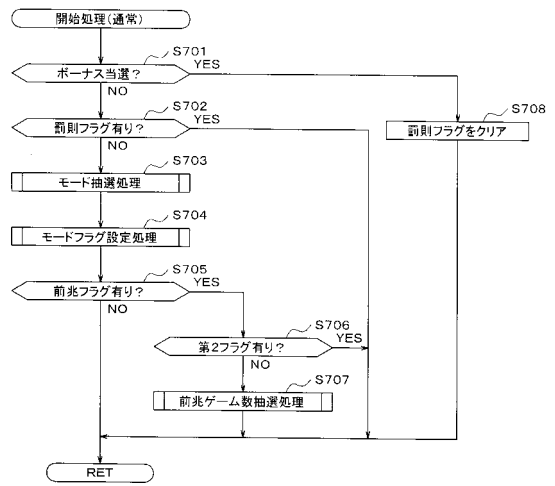 開始処理(通常)
S701
ボーナス当選?
YES
NO
S702
罰則フラグ有り?
YES
NO
S708
罰則フラグをクリア
S703
モード抽選処理
S704
モードフラグ設定処理
S705
前兆フラグ有り?
YES
NO
S706
第2フラグ有り?
YES
NO
S707
前兆ゲーム数抽選処理
RET